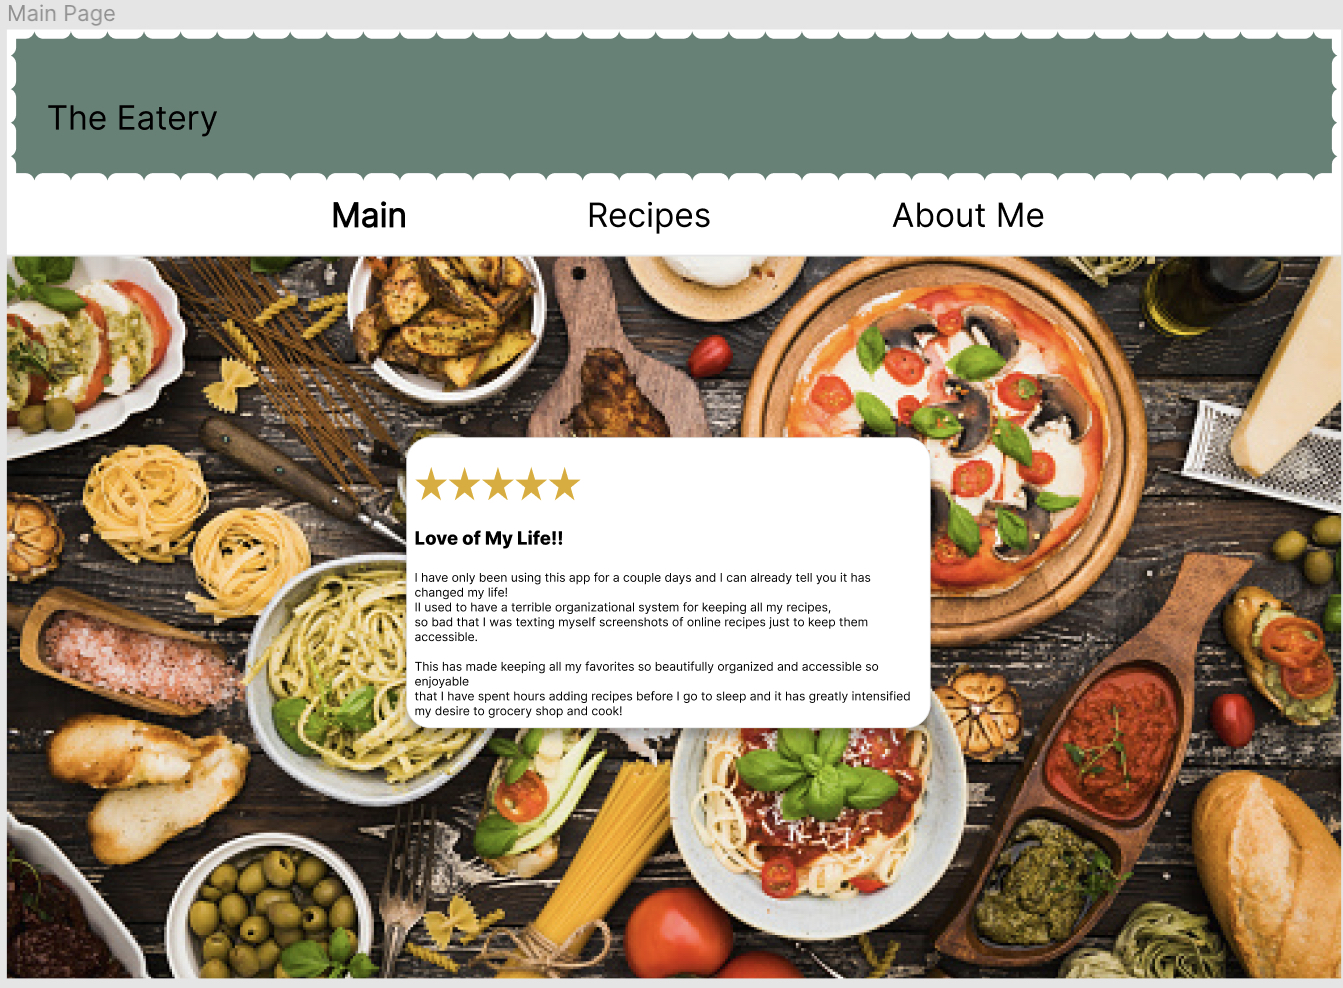 Main Page
The Eatery
Main
Recipes
About Me
Love of My Life!!
I have only been using this app for a couple days and I can already tell you it has
changed my life!
II used to have a terrible organizational system for keeping all my recipes,
so bad that I was texting myself screenshots of online recipes just to keep them
accessible.
This has made keeping all my favorites so beautifully organized and accessible so
enjoyable
that I have spent hours adding recipes before I go to sleep and it has greatly intensified
my desire to grocery shop and cook!